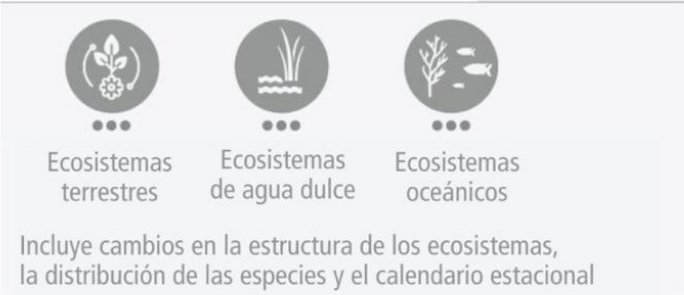 Ecosistemas
terrestres
Ecosistemas
de agua dulce
Ecosistemas
oceánicos
Incluye cambios en la estructura de los ecosistemas,
la distribución de las especies y el calendario estacional